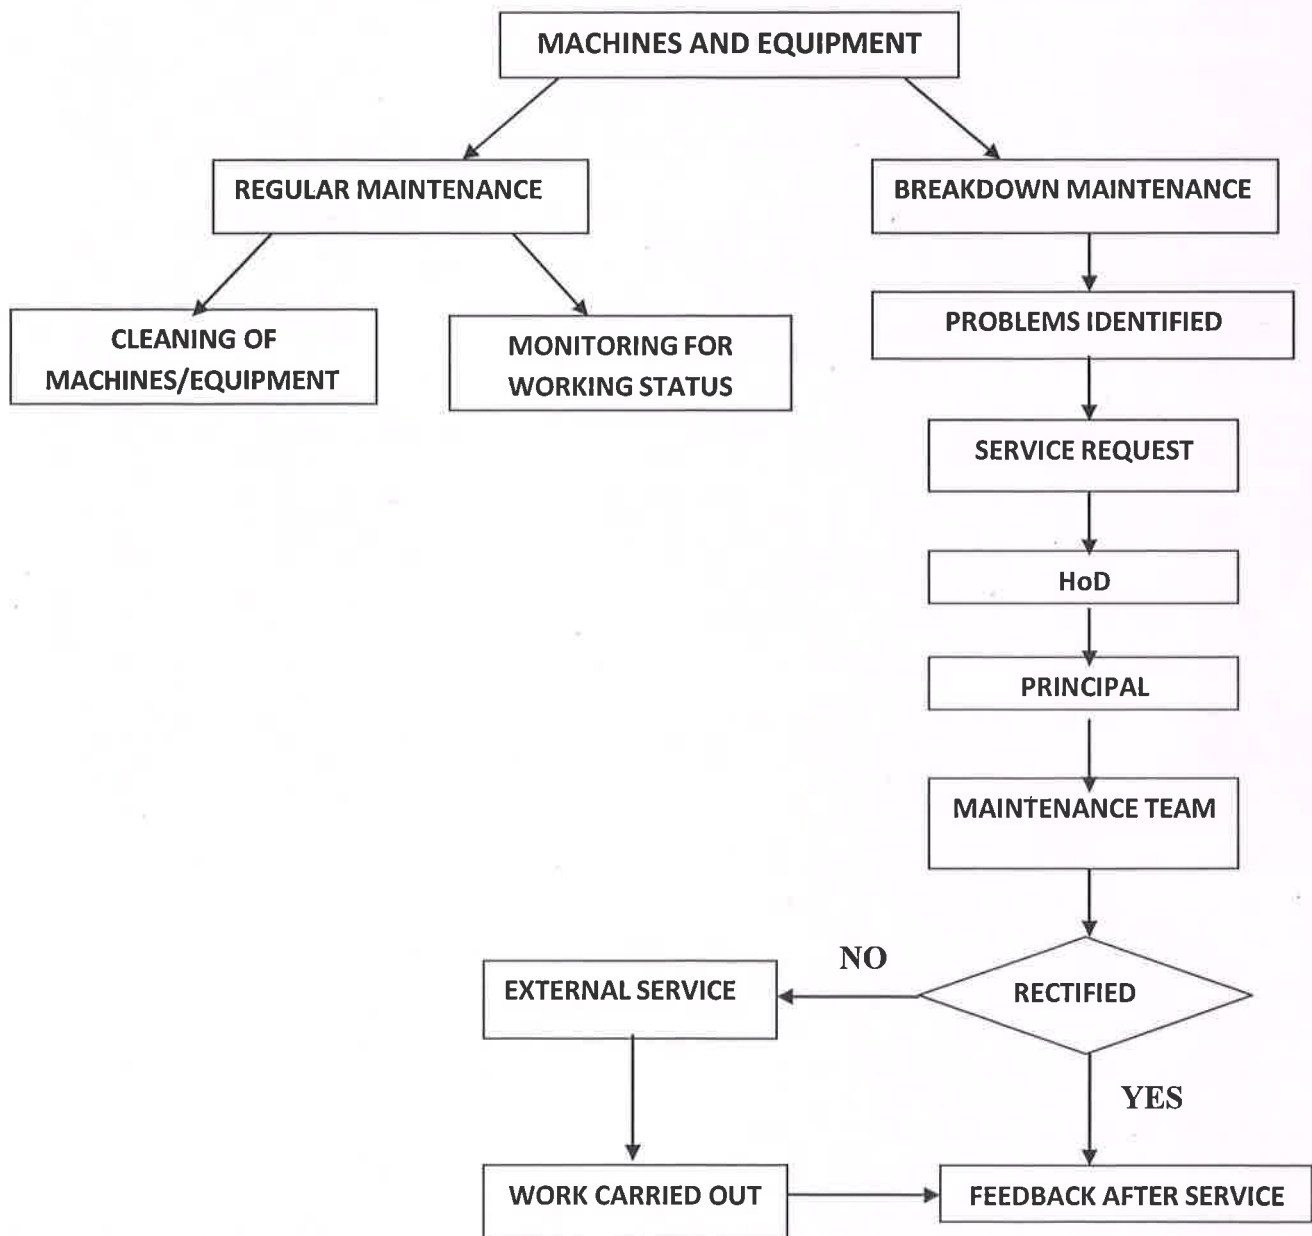 MACHINES AND EQUIPMENT
REGULAR MAINTENANCE
BREAKDOWN MAINTENANCE
CLEANING OF
MACHINES/EQUIPMENT
MONITORING FOR
WORKING STATUS
PROBLEMS IDENTIFIED
SERVICE REQUEST
HoD
PRINCIPAL
MAINTENANCE TEAM
RECTIFIED
NO
EXTERNAL SERVICE
YES
WORK CARRIED OUT
FEEDBACK AFTER SERVICE